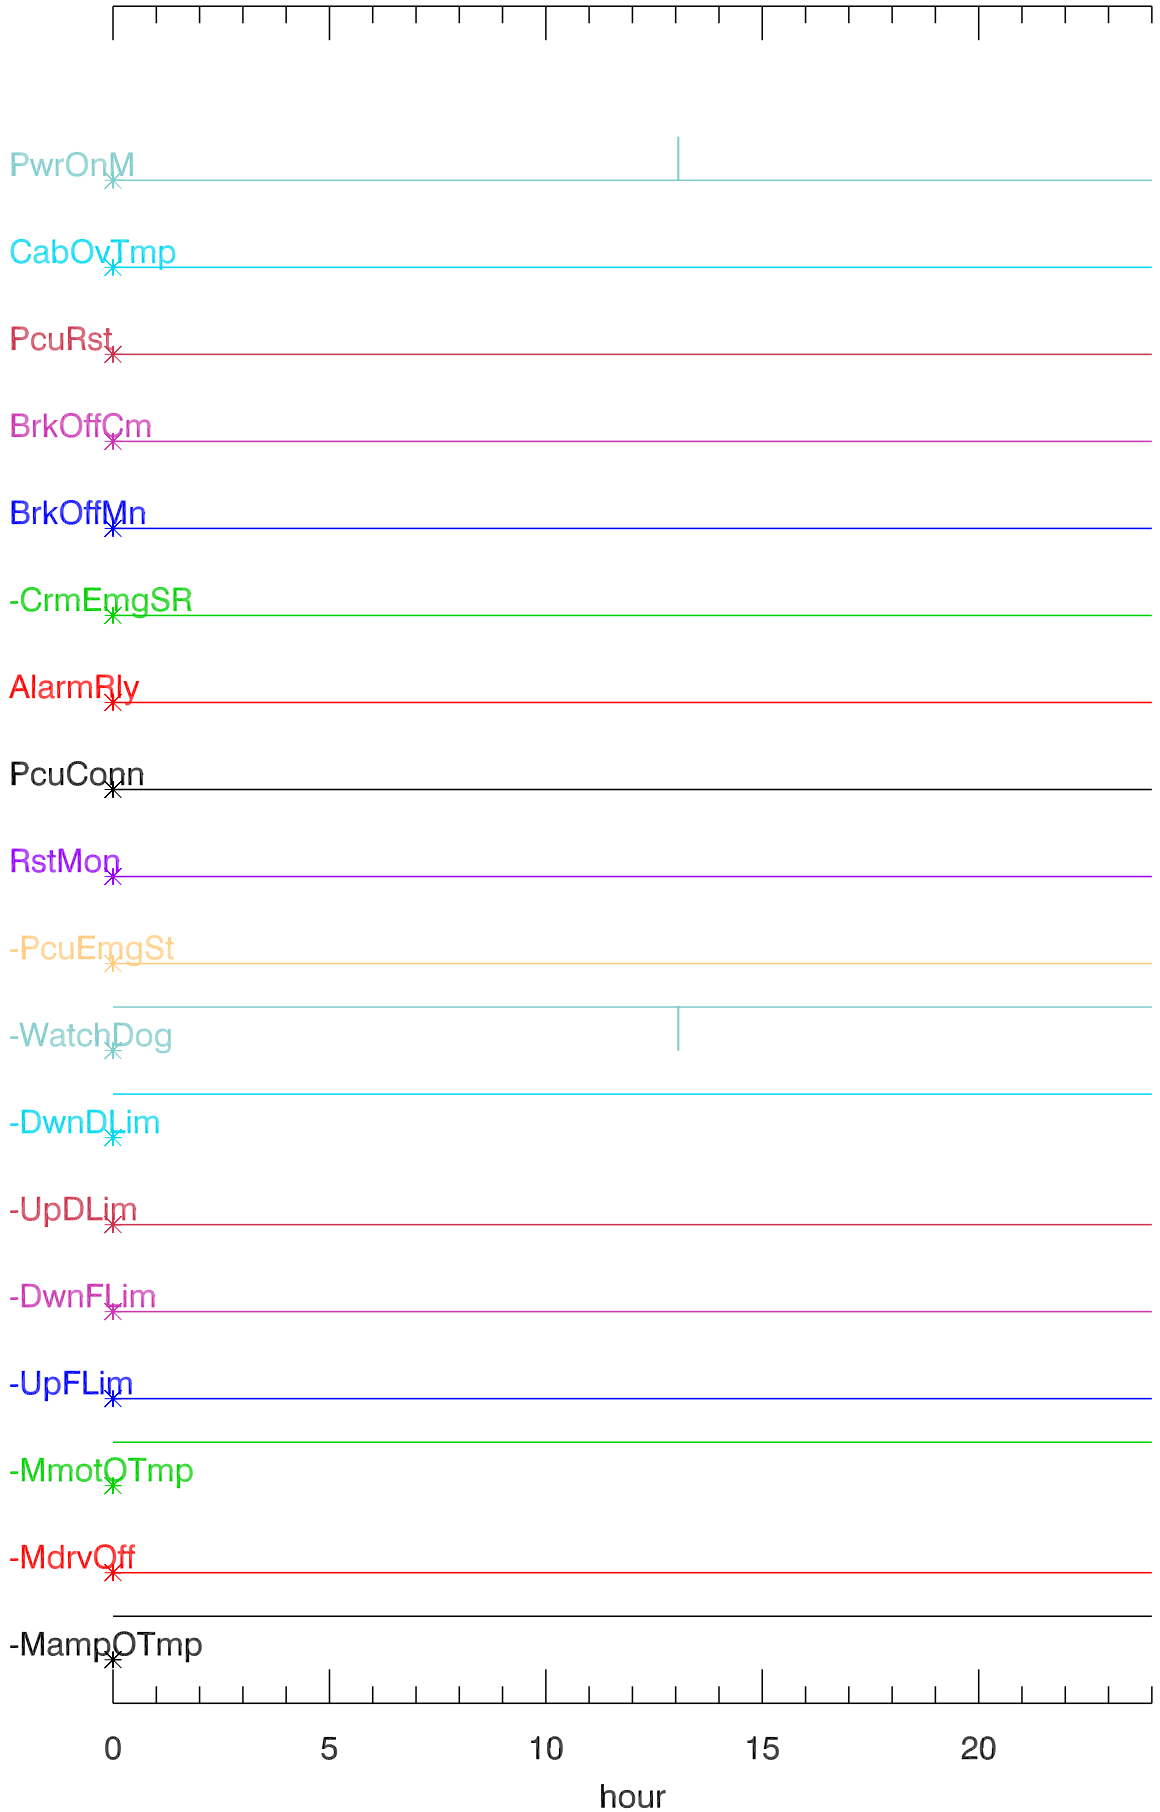 PwrOnM
CabOvTmp
PcuRst
BrkOffCm
BrkOffMn
-CrmEmgSR
AlarmRly
PcuConn
RstMon
-PcuEmgSt
-WatchDog
-DwnDLim
-UpDLim
-DwnFLim
-UpFLim
-MmotOTmp
-MdrvOff
-MampOTmp
0 5 10 15 20
hour